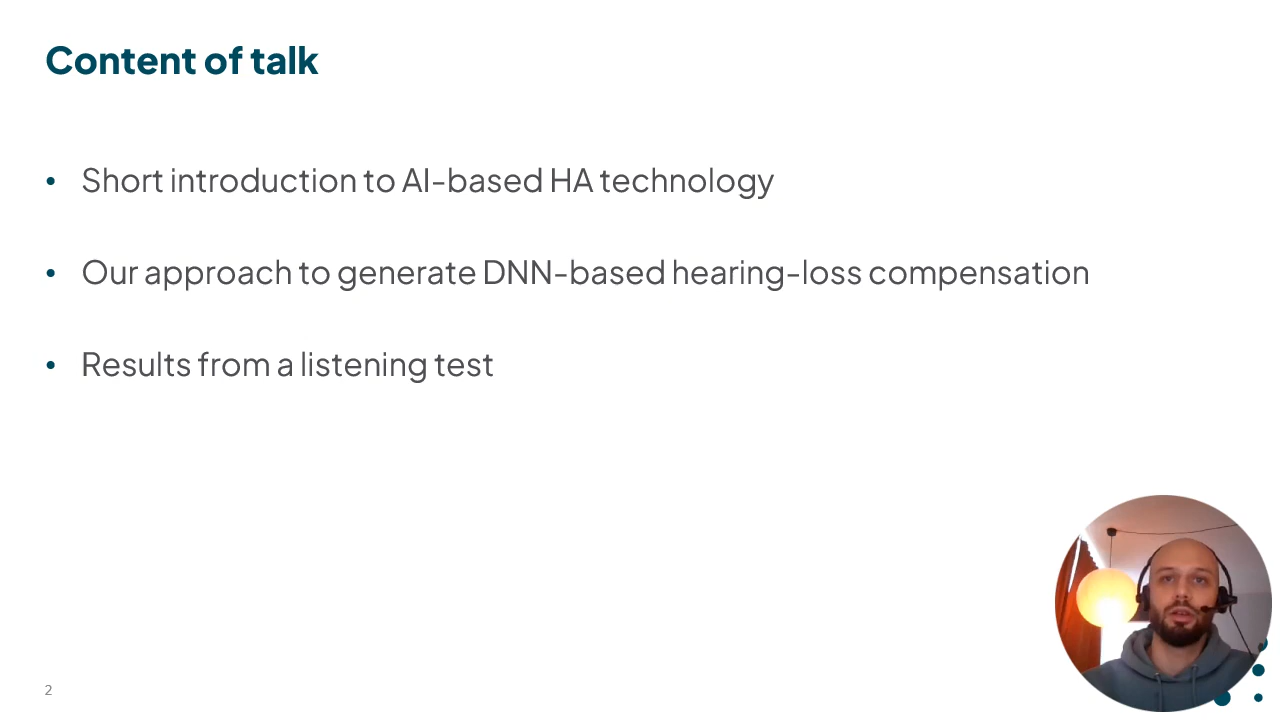 Content of talk
• Short introduction to AI-based HA technology
• Our approach to generate DNN-based hearing-loss compensation
• Results from a listening test
2